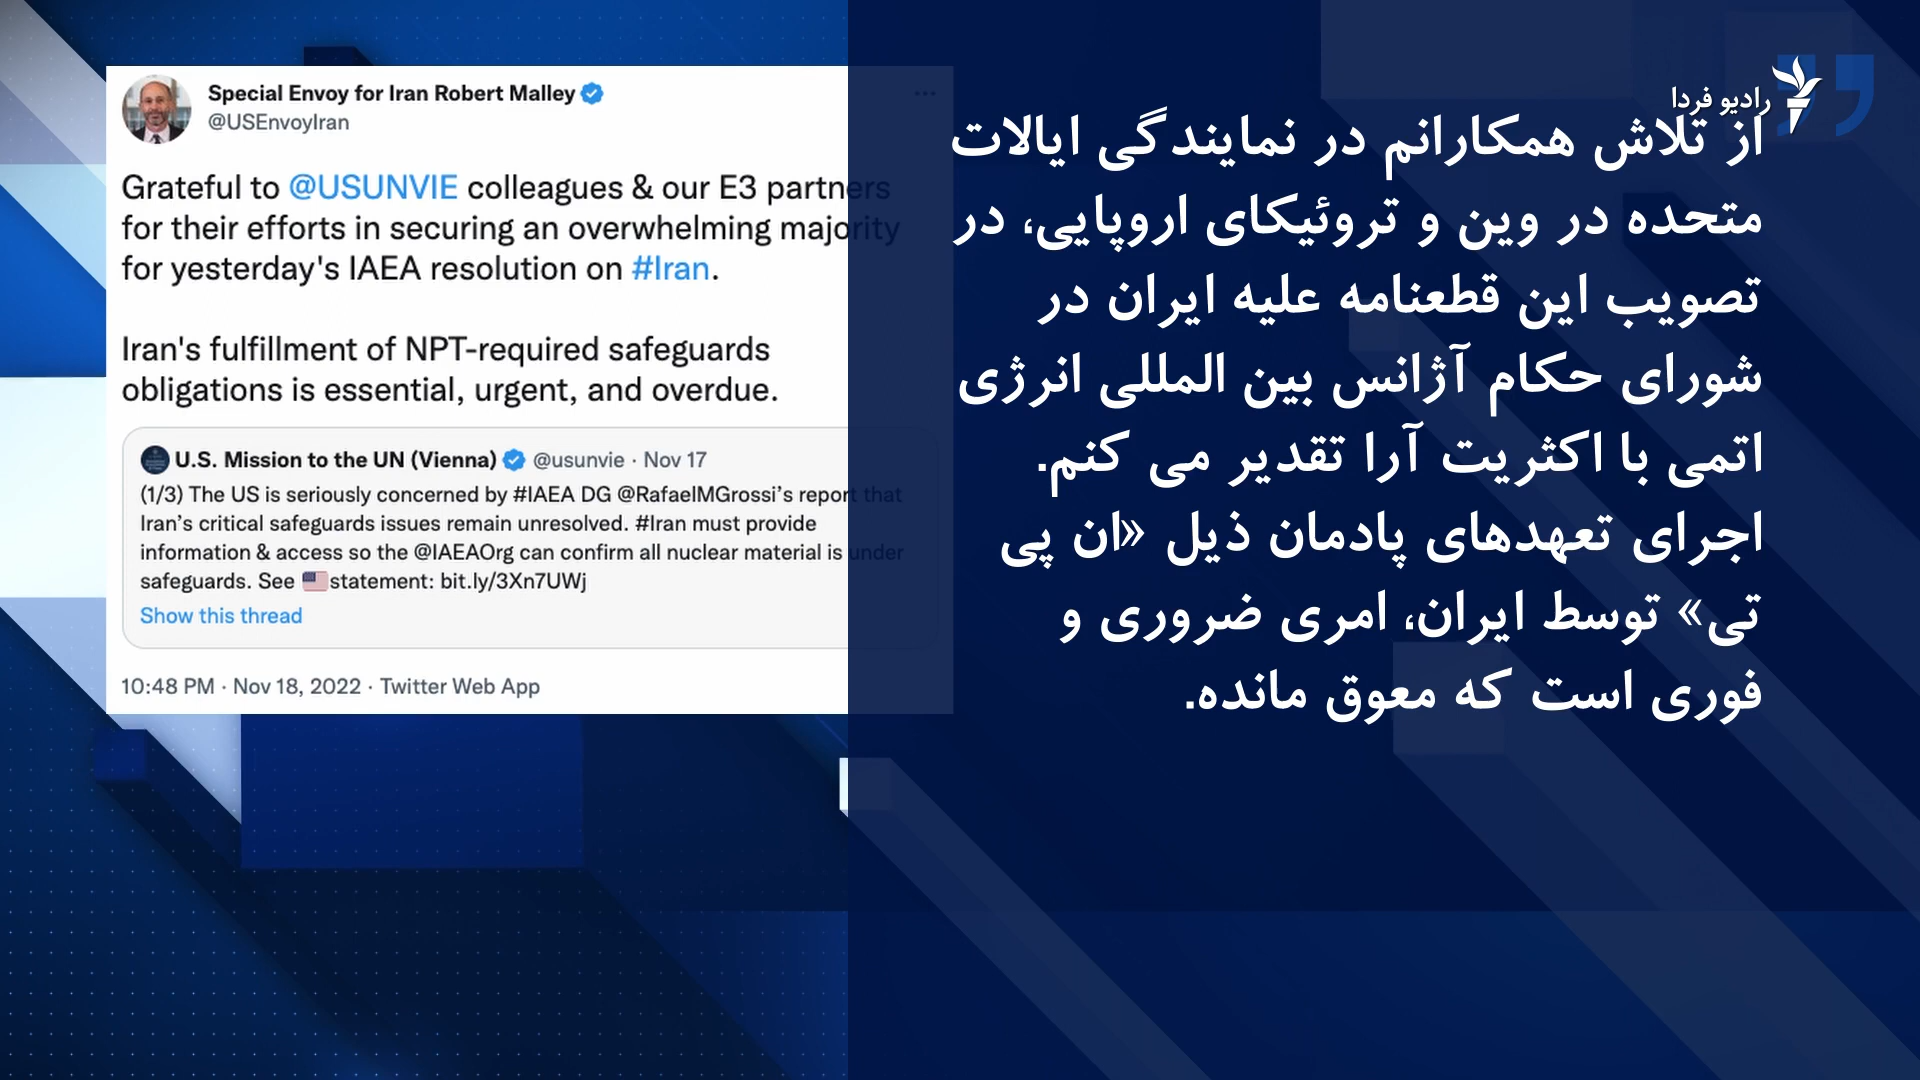 Special Envoy for Iran Robert Malley
@USEnvoyIran
Grateful to @USUNVIE colleagues & our E3 partners
for their efforts in securing an overwhelming majority
for yesterday's IAEA resolution on #Iran.
Iran's fulfillment of NPT-required safeguards
obligations is essential, urgent, and overdue.
U.S. Mission to the UN (Vienna) @usunvie · Nov 17
(1/3) The US is seriously concerned by #IAEA DG @RafaelMGrossi's report that
Iran's critical safeguards issues remain unresolved. #Iran must provide
information & access so the @IAEAOrg can confirm all nuclear material is under
safeguards. See 🇺🇸statement: bit.ly/3Xn7UWj
Show this thread
10:48 PM · Nov 18, 2022 · Twitter Web App
رادیو فردا
از تلاش همکارانم در نمایندگی ایالات
متحده در وین و تروئیکای اروپایی، در
تصویب این قطعنامه علیه ایران در
شورای حکام آژانس بین المللی انرژی
اتمی با اکثریت آرا تقدیر می کنم.
اجرای تعهدهای پادمان ذیل «ان پی
تی» توسط ایران، امری ضروری و
فوری است که معوق مانده.